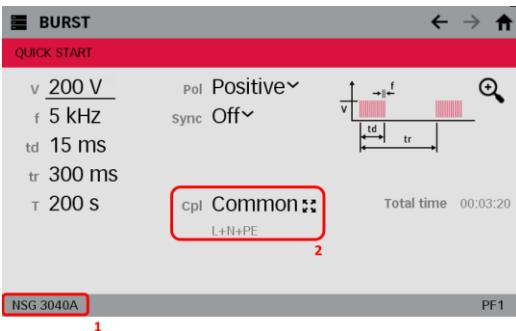 BURST
QUICK START
V 200 V
f 5 kHz
td 15 ms
tr 300 ms
T 200 s
Pol Positive
Sync Off
Cpl Common
L+N+PE
2
f
V
td
tr
Total time 00:03:20
NSG 3040A
PF1
1